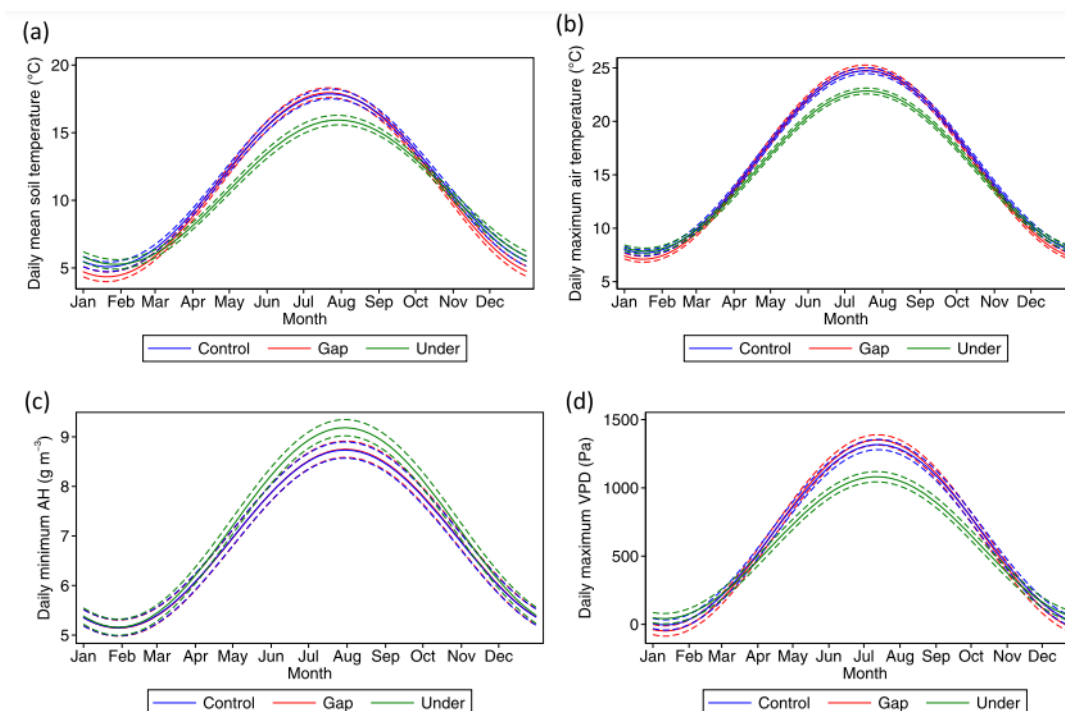 (a)
Daily mean soil temperature (°C)
20
15
10
5
Jan Feb Mar Apr May Jun Jul Aug Sep Oct Nov Dec
Month
Control Gap Under
(b)
Daily maximum air temperature (°C)
25
20
15
10
5
Jan Feb Mar Apr May Jun Jul Aug Sep Oct Nov Dec
Month
Control Gap Under
(c)
Daily minimum AH (g m⁻³)
9
8
7
6
5
Jan Feb Mar Apr May Jun Jul Aug Sep Oct Nov Dec
Month
Control Gap Under
(d)
Daily maximum VPD (Pa)
1500
1000
500
0
Jan Feb Mar Apr May Jun Jul Aug Sep Oct Nov Dec
Month
Control Gap Under